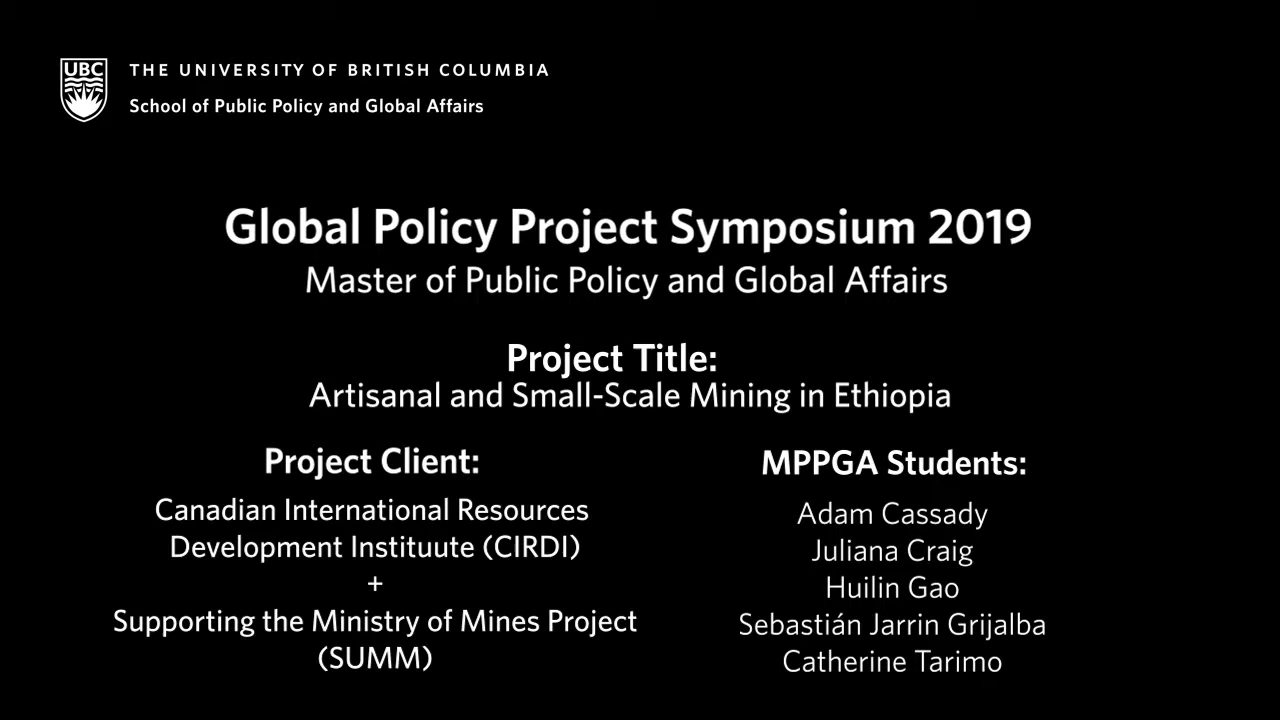 UBC
THE UNIVERSITY OF BRITISH COLUMBIA
School of Public Policy and Global Affairs
Global Policy Project Symposium 2019
Master of Public Policy and Global Affairs
Project Title:
Artisanal and Small-Scale Mining in Ethiopia
Project Client:
Canadian International Resources
Development Instituute (CIRDI)
+
Supporting the Ministry of Mines Project
(SUMM)
MPPGA Students:
Adam Cassady
Juliana Craig
Huilin Gao
Sebastián Jarrin Grijalba
Catherine Tarimo